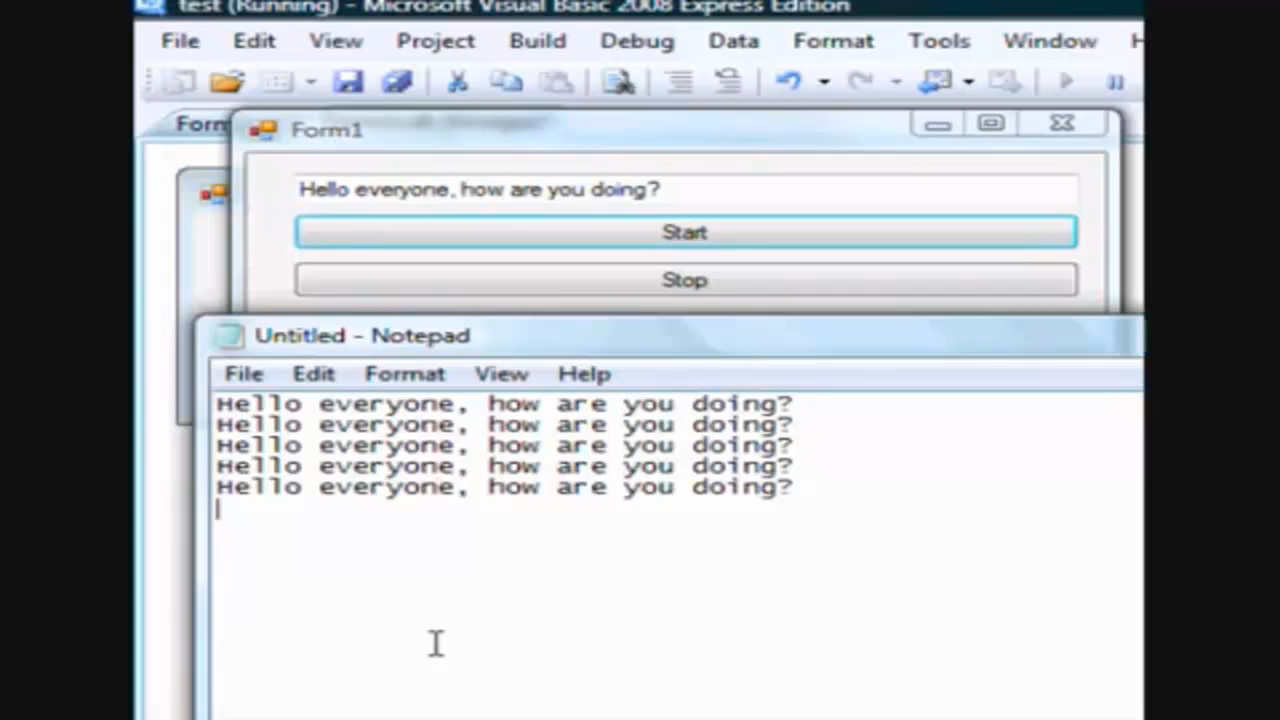 test (Running) - Microsoft Visual Basic 2008 Express Edition
File Edit View Project Build Debug Data Format Tools Window
Form1
Hello everyone, how are you doing?
Start
Stop
Untitled - Notepad
File Edit Format View Help
Hello everyone, how are you doing?
Hello everyone, how are you doing?
Hello everyone, how are you doing?
Hello everyone, how are you doing?
Hello everyone, how are you doing?